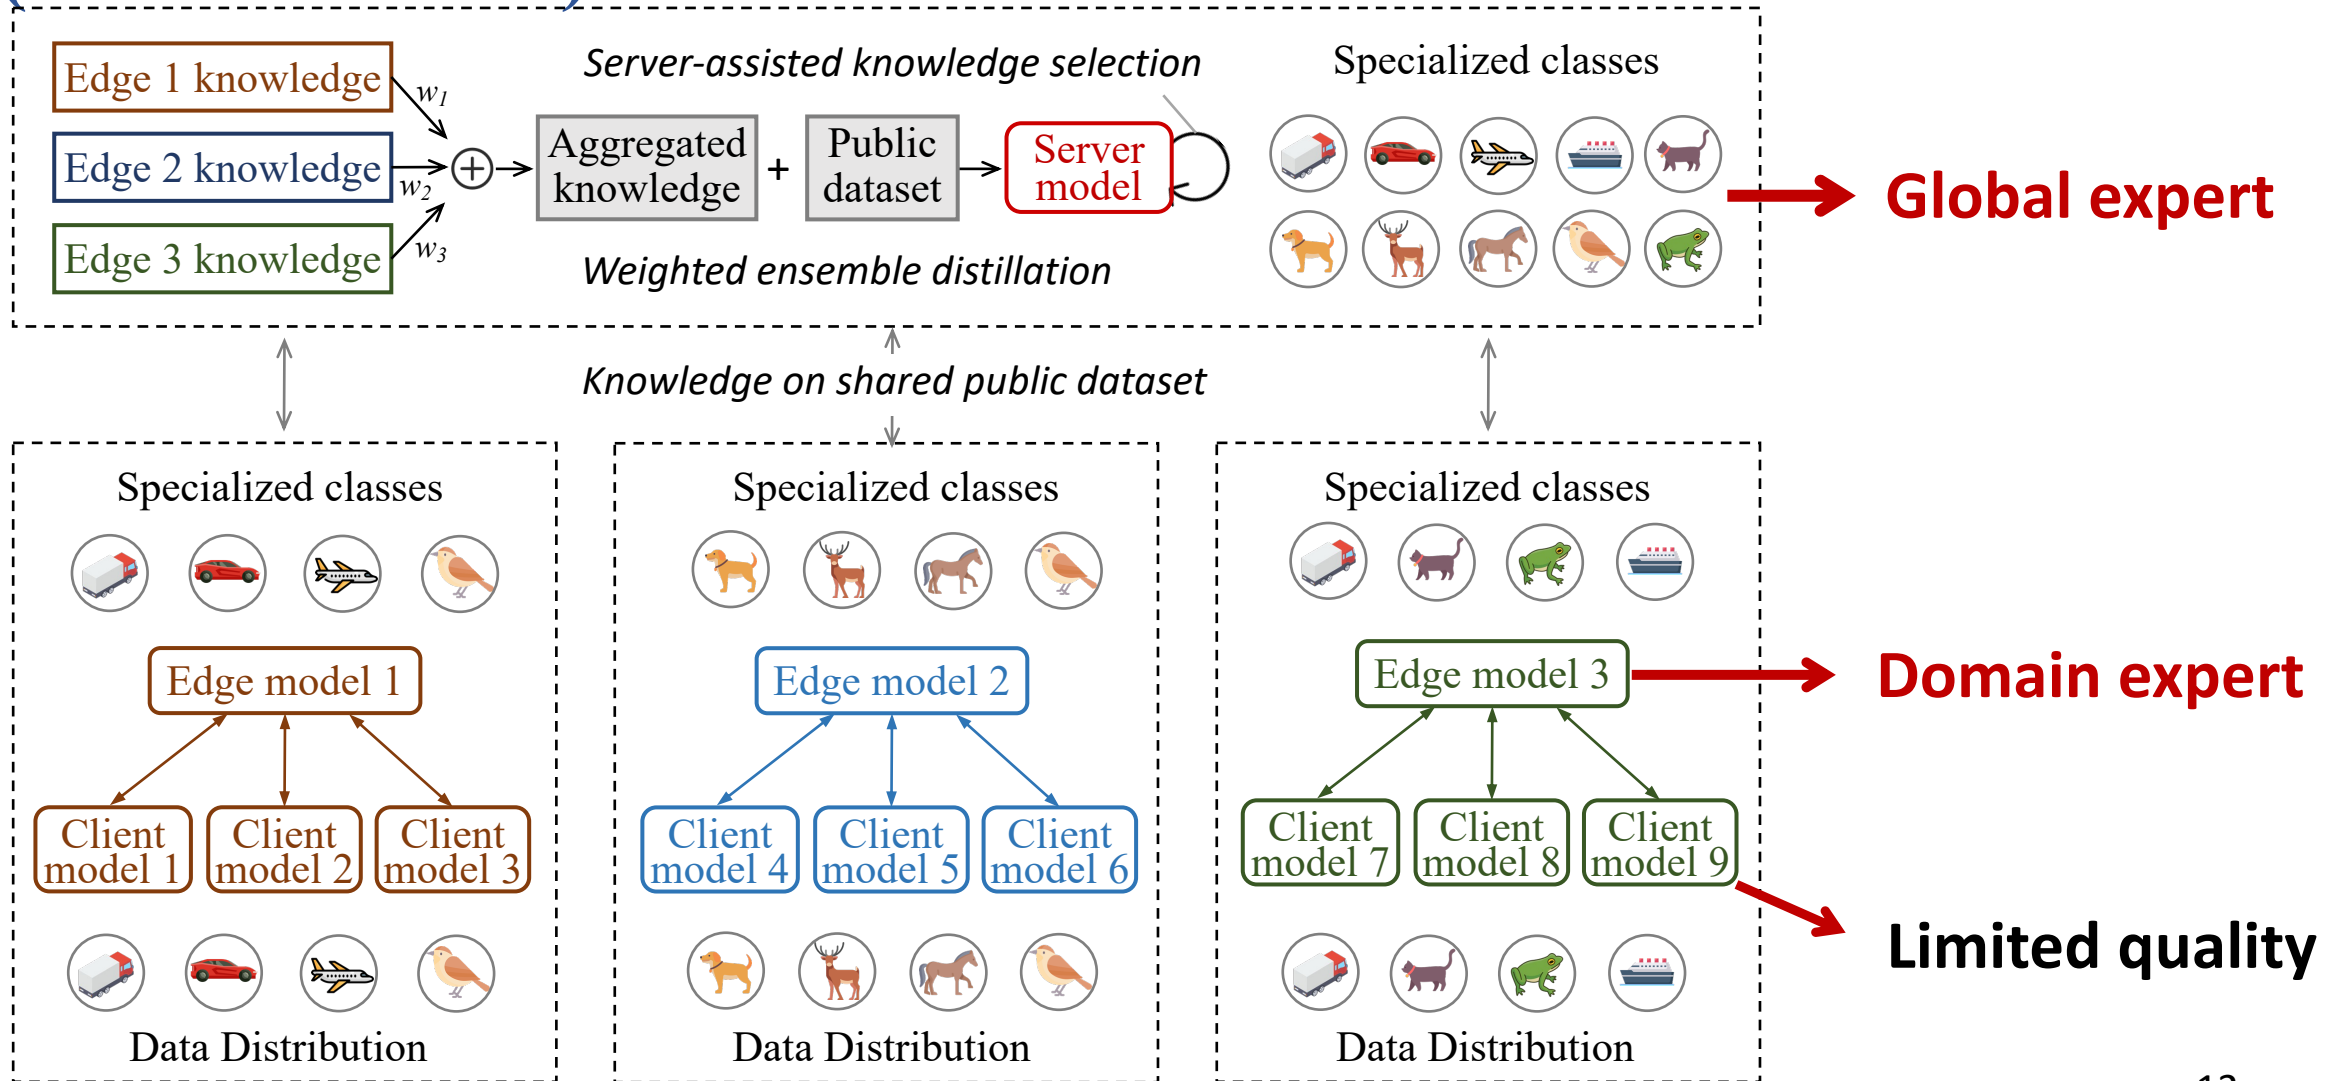 Edge 1 knowledge
Edge 2 knowledge
Edge 3 knowledge
w1
w2
w3
+
Server-assisted knowledge selection
Aggregated
knowledge
+
Public
dataset
Server
model
Weighted ensemble distillation
Specialized classes
Global expert
Knowledge on shared public dataset
Specialized classes
Edge model 1
Client
model 1
Client
model 2
Client
model 3
Data Distribution
Specialized classes
Edge model 2
Client
model 4
Client
model 5
Client
model 6
Data Distribution
Specialized classes
Edge model 3
Client
model 7
Client
model 8
Client
model 9
Data Distribution
Domain expert
Limited quality